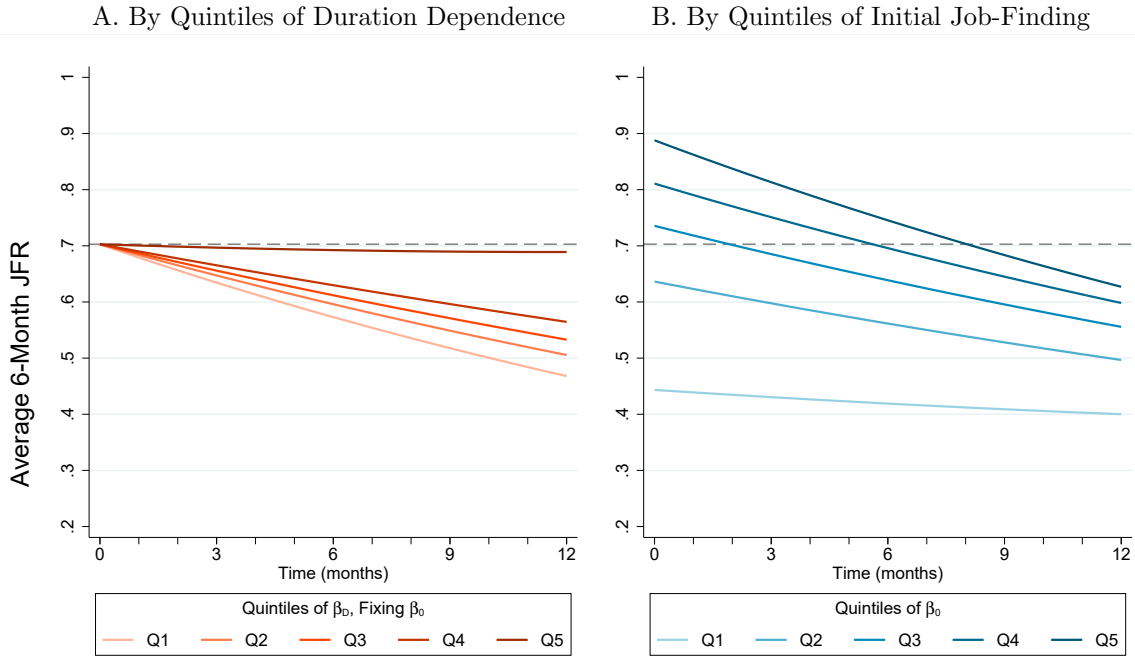 A. By Quintiles of Duration Dependence
B. By Quintiles of Initial Job-Finding
Average 6-Month JFR
1
.9
.8
.7
.6
.5
.4
.3
.2
0 3 6 9 12
Time (months)
Quintiles of βD, Fixing β0
Q1 Q2 Q3 Q4 Q5
1
.9
.8
.7
.6
.5
.4
.3
.2
0 3 6 9 12
Time (months)
Quintiles of β0
Q1 Q2 Q3 Q4 Q5